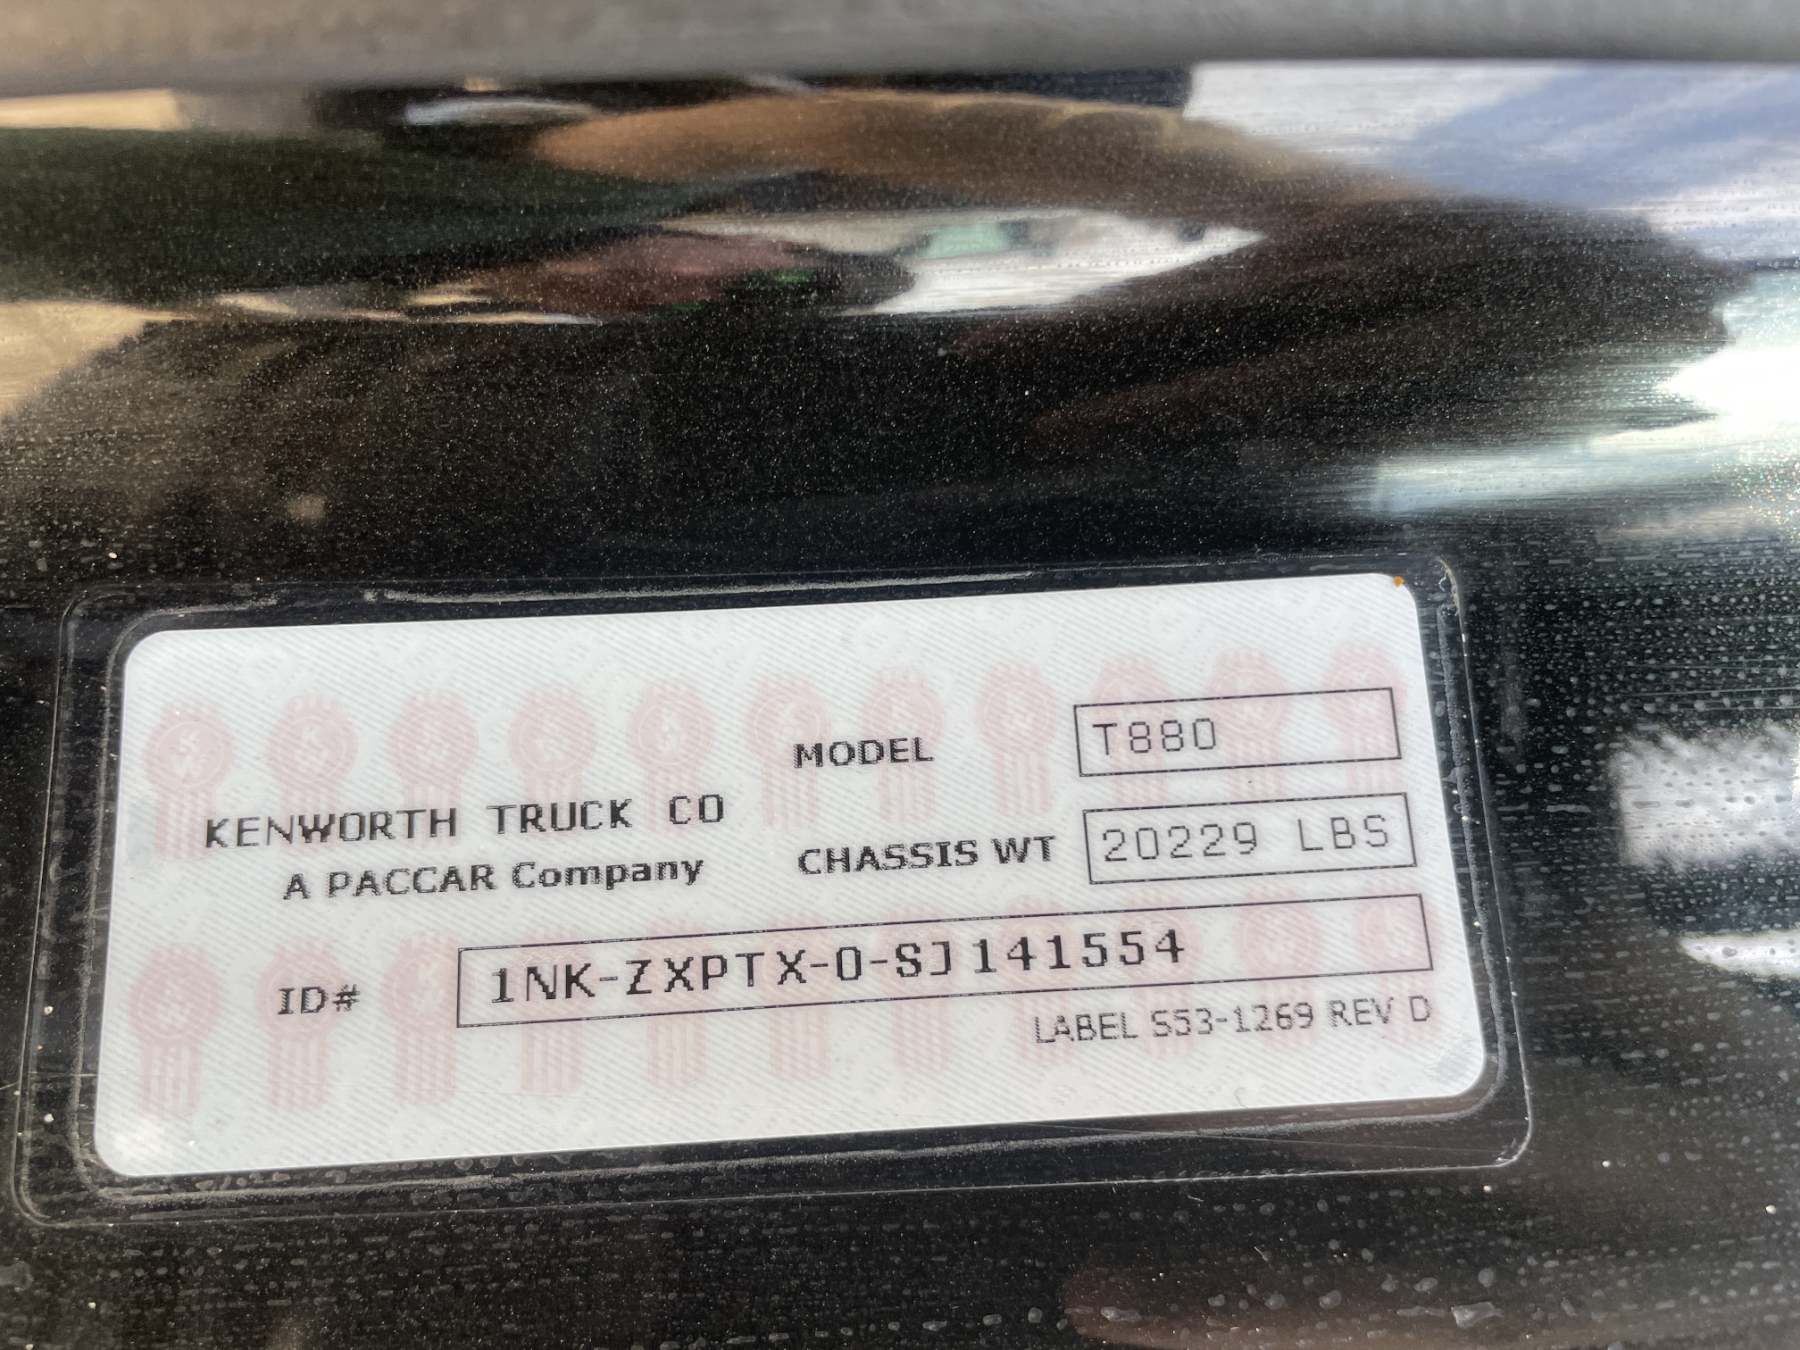 MODEL T880
KENWORTH TRUCK CO
A PACCAR Company
CHASSIS WT 20229 LBS
ID# 1NK-ZXPTX-0-SJ141554
LABEL S53-1269 REV D